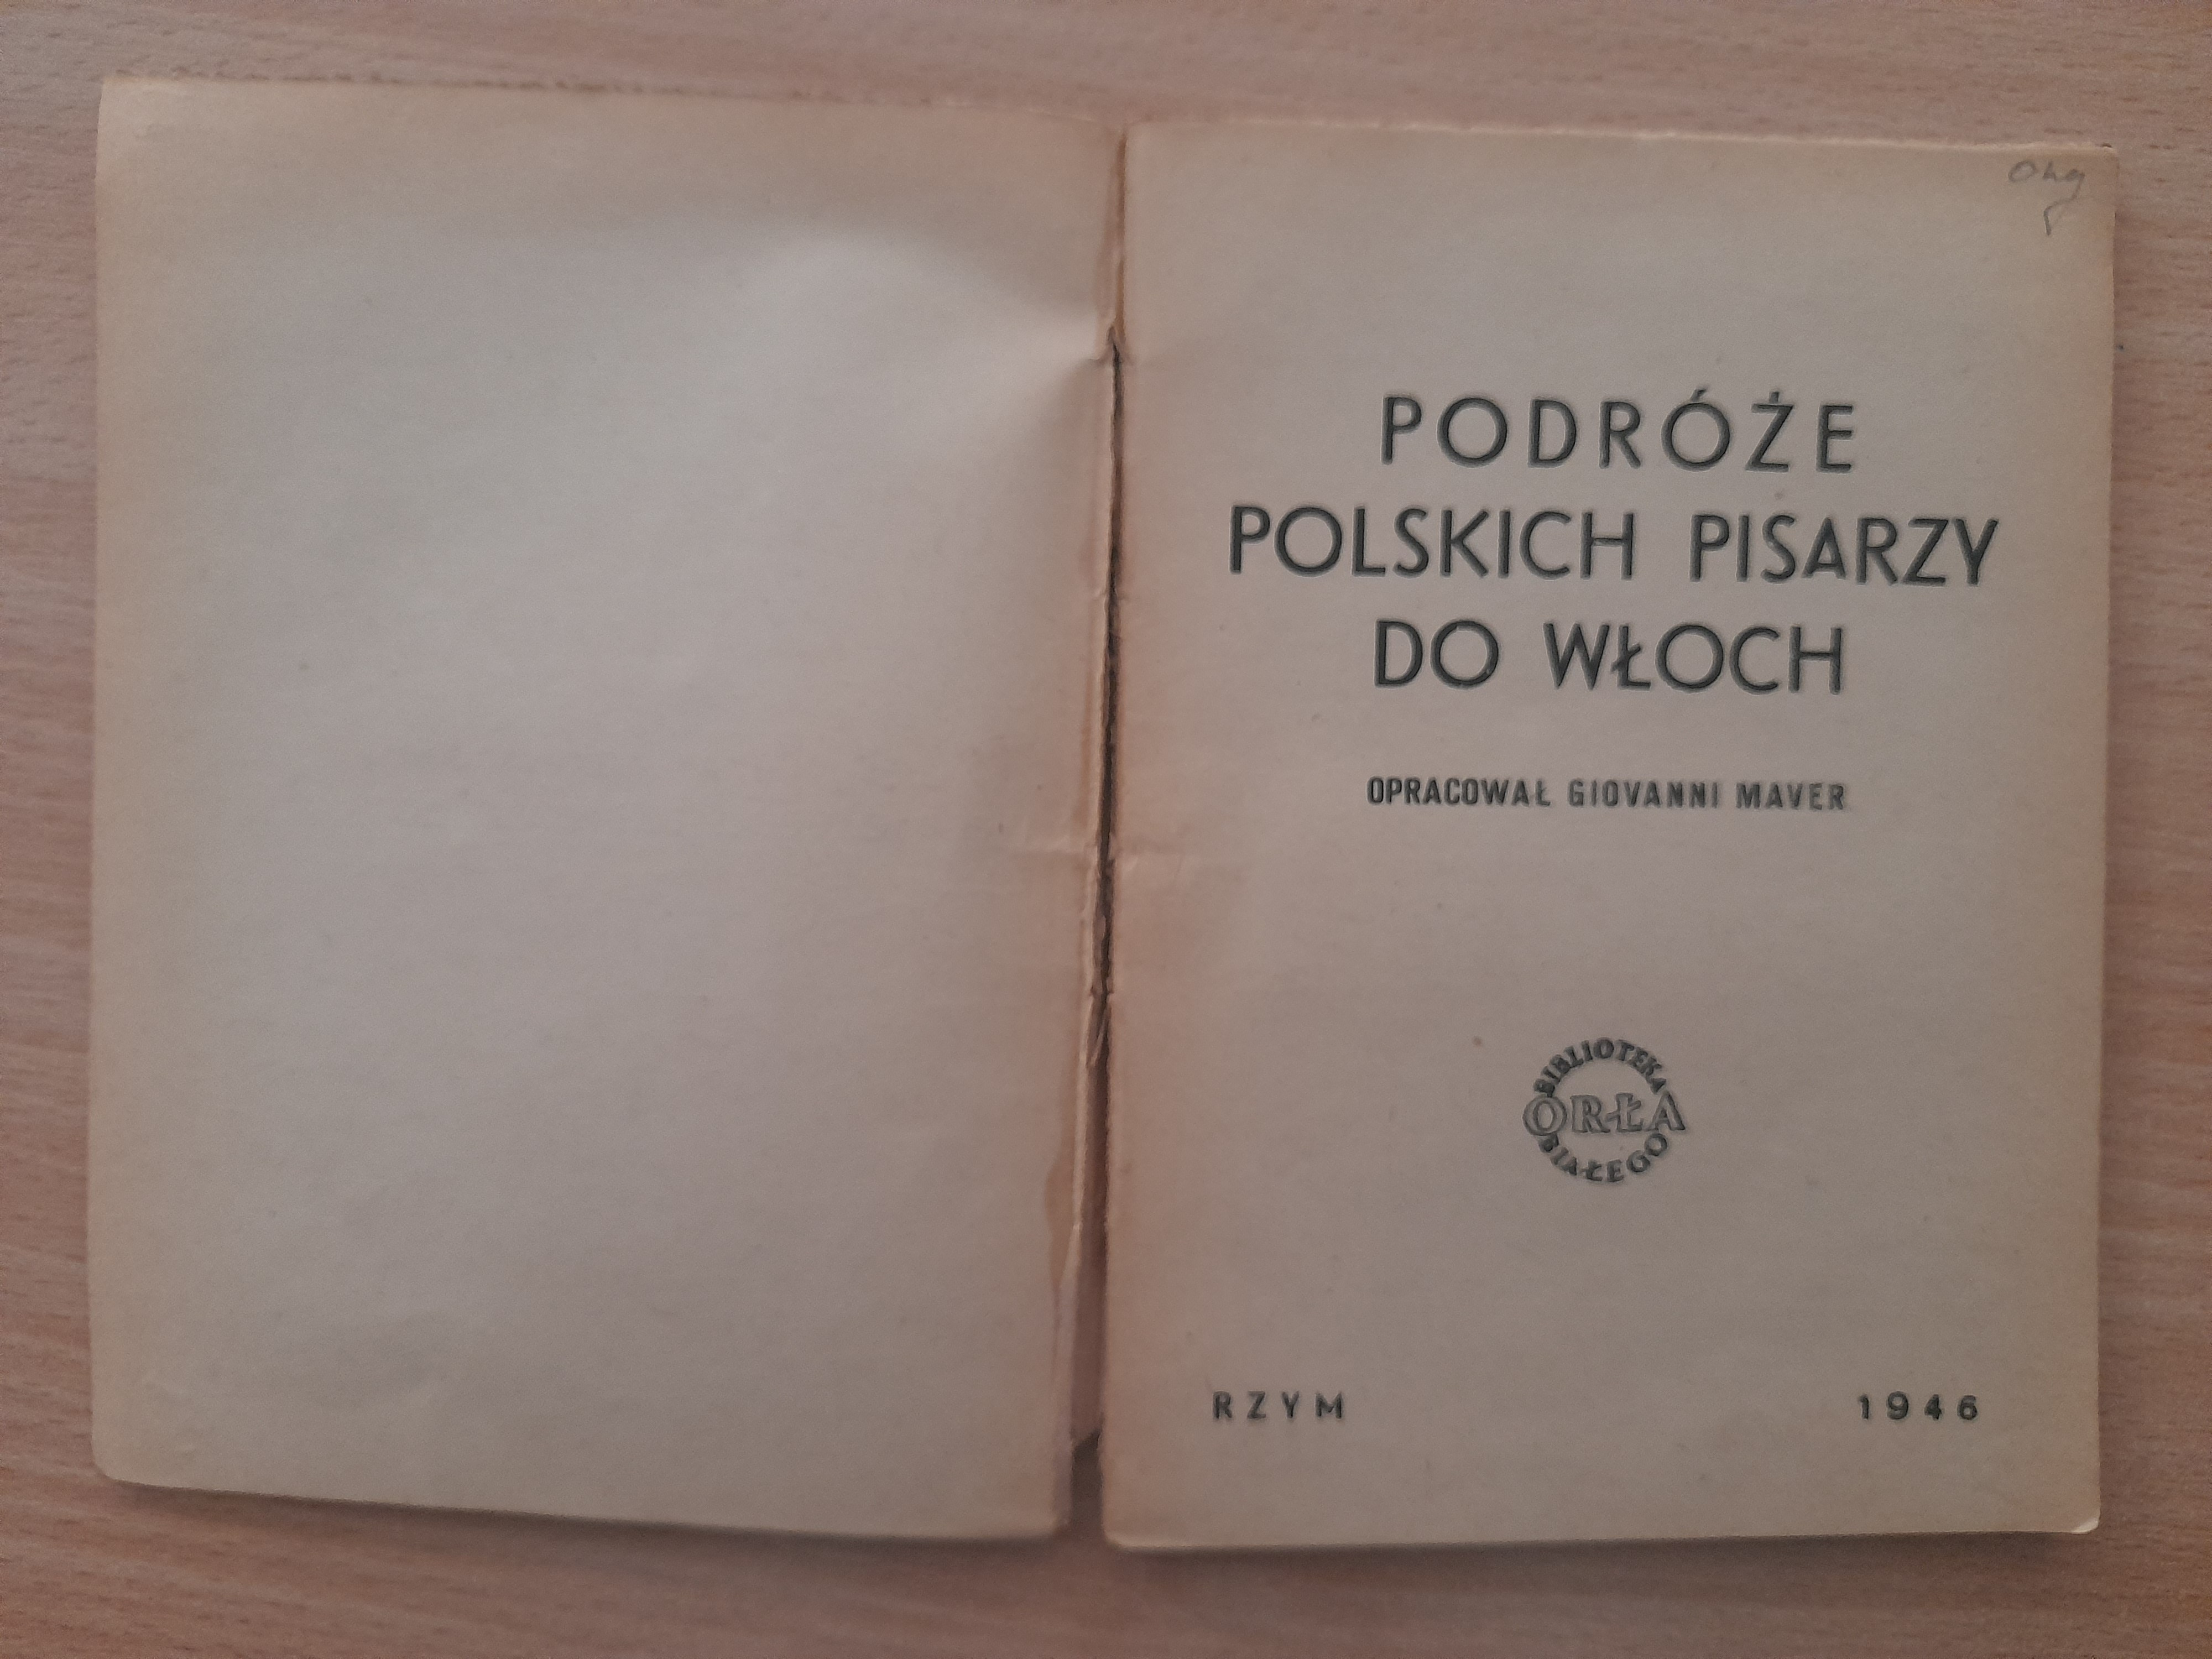 PODRÓŻE
POLSKICH PISARZY
DO WŁOCH
OPRACOWAŁ GIOVANNI MAVER
BIBLIOTEKA
ORŁA
BIAŁEGO
RZYM 1946